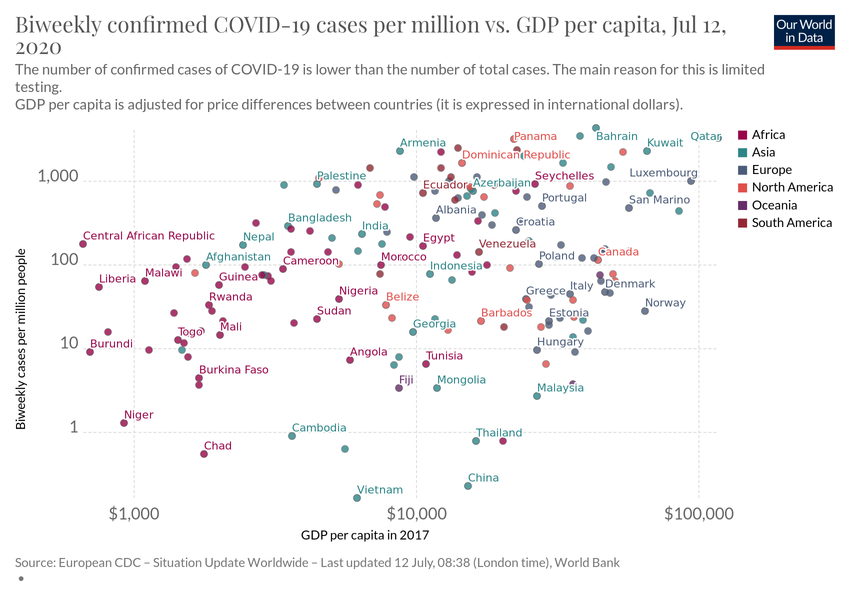 Biweekly confirmed COVID-19 cases per million vs. GDP per capita, Jul 12,
2020
Our World
in Data
The number of confirmed cases of COVID-19 is lower than the number of total cases. The main reason for this is limited
testing.
GDP per capita is adjusted for price differences between countries (it is expressed in international dollars).
Biweekly cases per million people
1,000
100
10
1
Panama
Bahrain
Qatar
Armenia
Kuwait
Dominican Republic
Palestine
Ecuador
Azerbaijan
Seychelles
Luxembourg
Portugal
San Marino
Bangladesh
Albania
Croatia
India
Central African Republic
Nepal
Egypt
Venezuela
Afghanistan
Cameroon
Morocco
Poland
Canada
Malawi
Indonesia
Liberia
Guinea
Rwanda
Nigeria
Belize
Greece
Italy
Denmark
Norway
Sudan
Barbados
Estonia
Togo
Mali
Georgia
Burundi
Angola
Tunisia
Hungary
Burkina Faso
Fiji
Mongolia
Malaysia
Niger
Cambodia
Thailand
Chad
China
Vietnam
$1,000
$10,000
$100,000
GDP per capita in 2017
Africa
Asia
Europe
North America
Oceania
South America
Source: European CDC – Situation Update Worldwide – Last updated 12 July, 08:38 (London time), World Bank